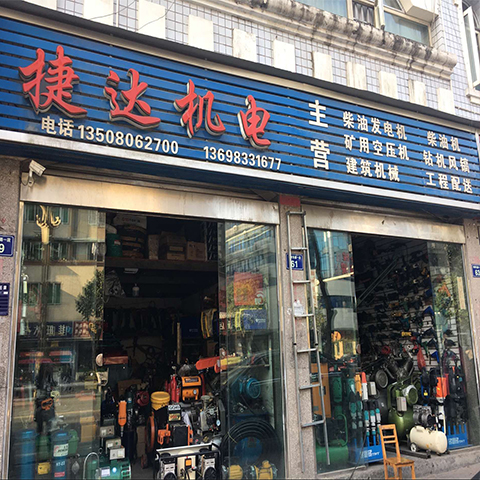 捷达机电
电话 13508062700 13698331677
主营
柴油发电机 柴油机
矿用空压机 钻机风镐
建筑机械 工程配送
61